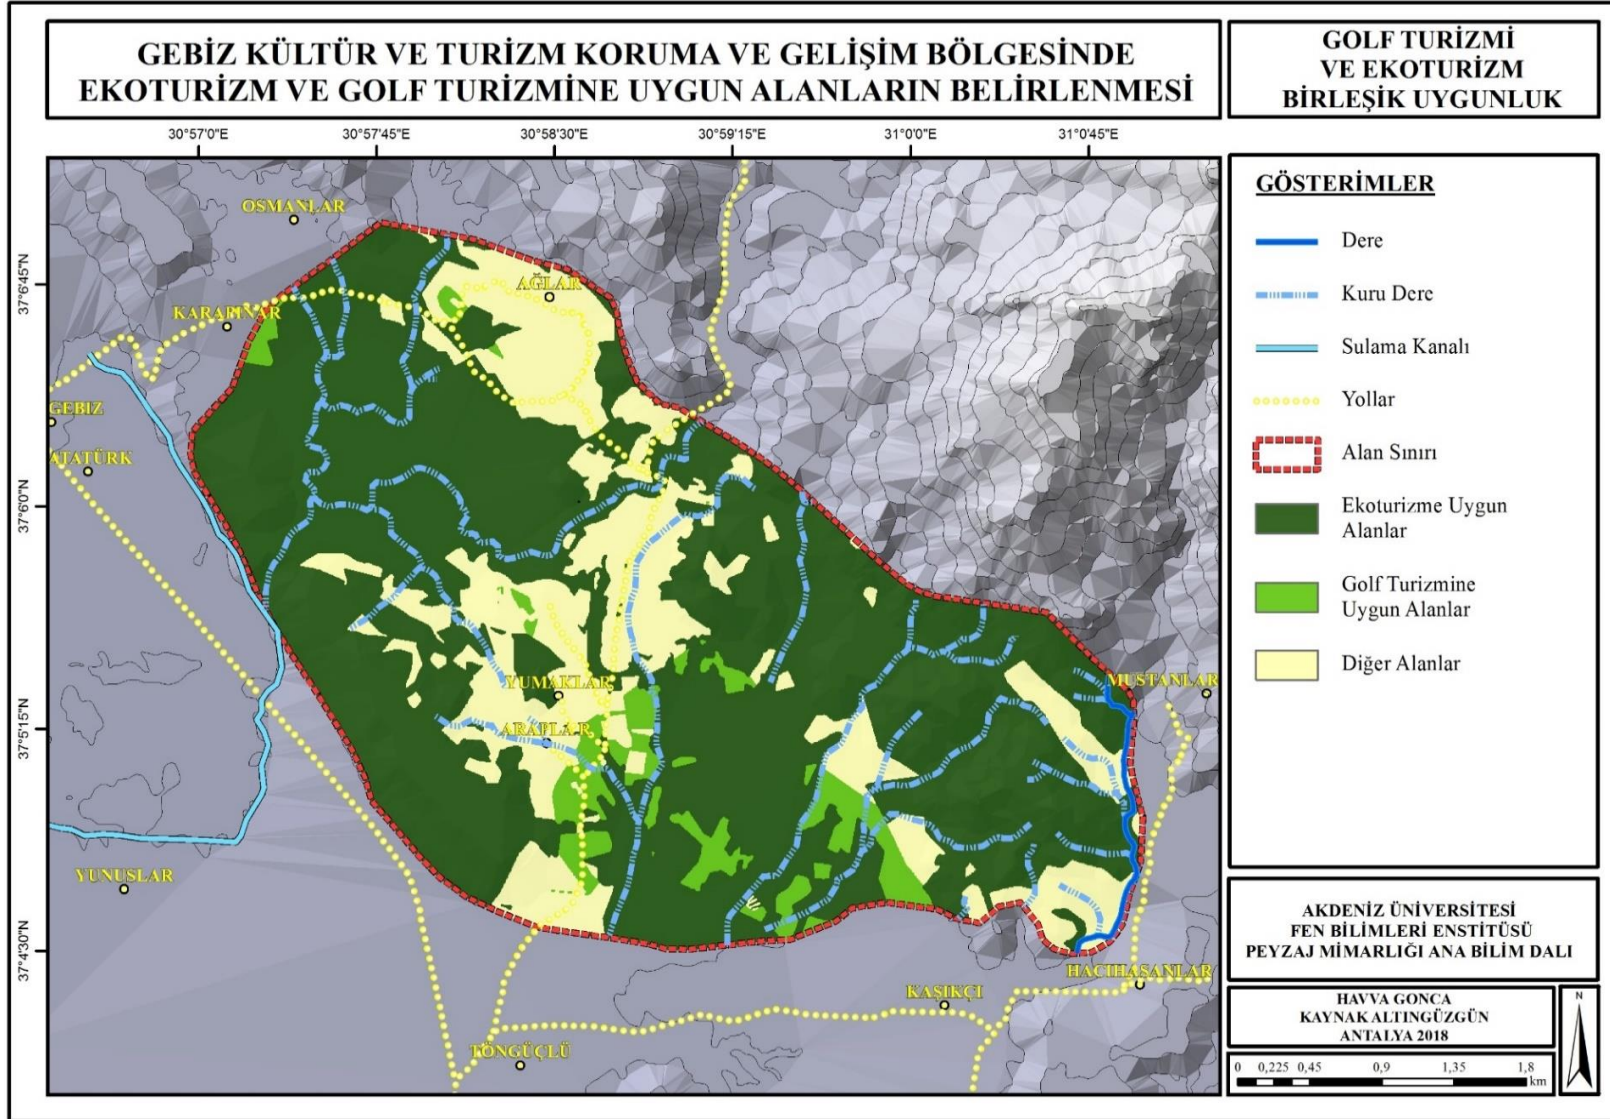 GEBİZ KÜLTÜR VE TURİZM KORUMA VE GELİŞİM BÖLGESİNDE
EKOTURİZM VE GOLF TURİZMİNE UYGUN ALANLARIN BELİRLENMESİ
GOLF TURİZMİ
VE EKOTURİZM
BİRLEŞİK UYGUNLUK
30°57'0"E
30°57'45"E
30°58'30"E
30°59'15"E
31°0'0"E
31°0'45"E
37°6'45"N
37°6'0"N
37°5'15"N
37°4'30"N
OSMANLAR
AĞLAR
KARAPINAR
GEBİZ
ATATÜRK
YUMAKLAR
MUSTANLAR
ARAPLAR
YUNUSLAR
HACIHASANLAR
KAŞIKÇI
TÖNGÜÇLÜ
GÖSTERİMLER
Dere
Kuru Dere
Sulama Kanalı
Yollar
Alan Sınırı
Ekoturizme Uygun
Alanlar
Golf Turizmine
Uygun Alanlar
Diğer Alanlar
AKDENİZ ÜNİVERSİTESİ
FEN BİLİMLERİ ENSTİTÜSÜ
PEYZAJ MİMARLIĞI ANA BİLİM DALI
HAVVA GONCA
KAYNAK ALTINGÜZGÜN
ANTALYA 2018
N
0 0,225 0,45 0,9 1,35 1,8
km